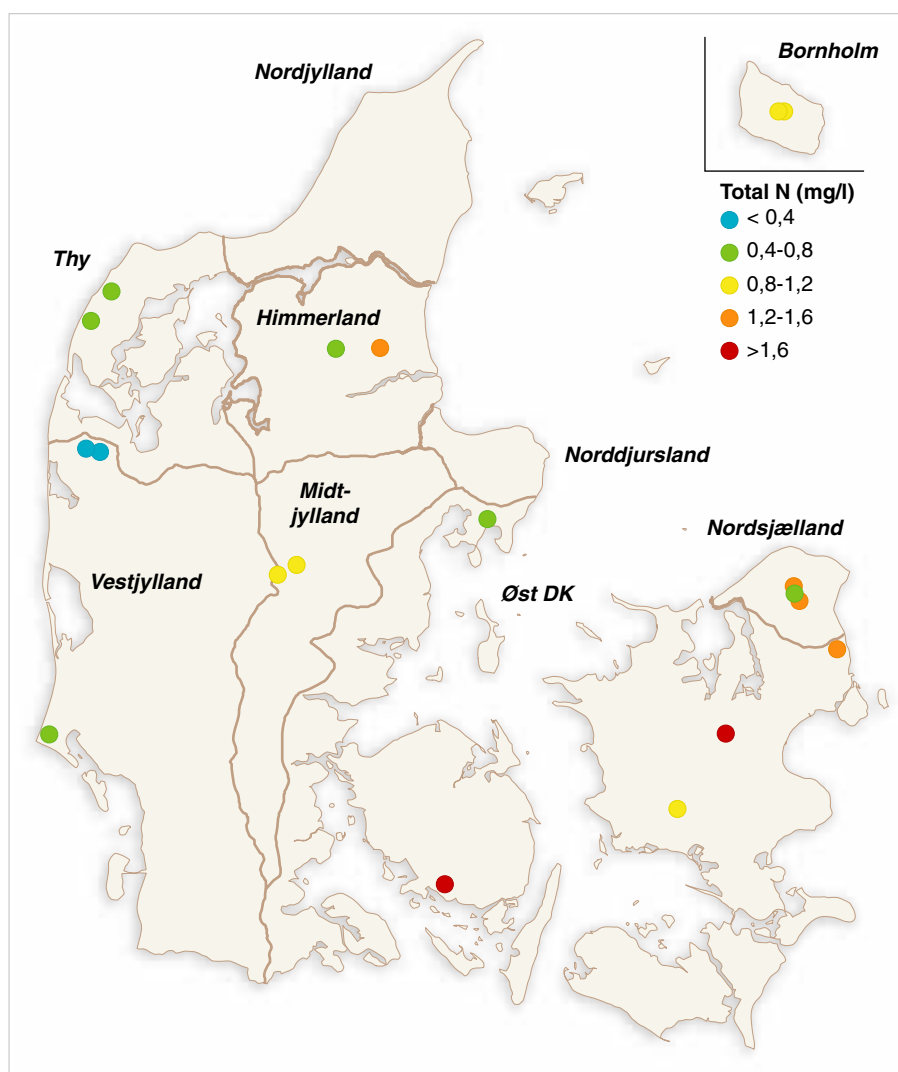 Nordjylland
Bornholm
Total N (mg/l)
< 0,4
0,4-0,8
0,8-1,2
1,2-1,6
>1,6
Thy
Himmerland
Norddjursland
Midt-
jylland
Nordsjælland
Vestjylland
Øst DK